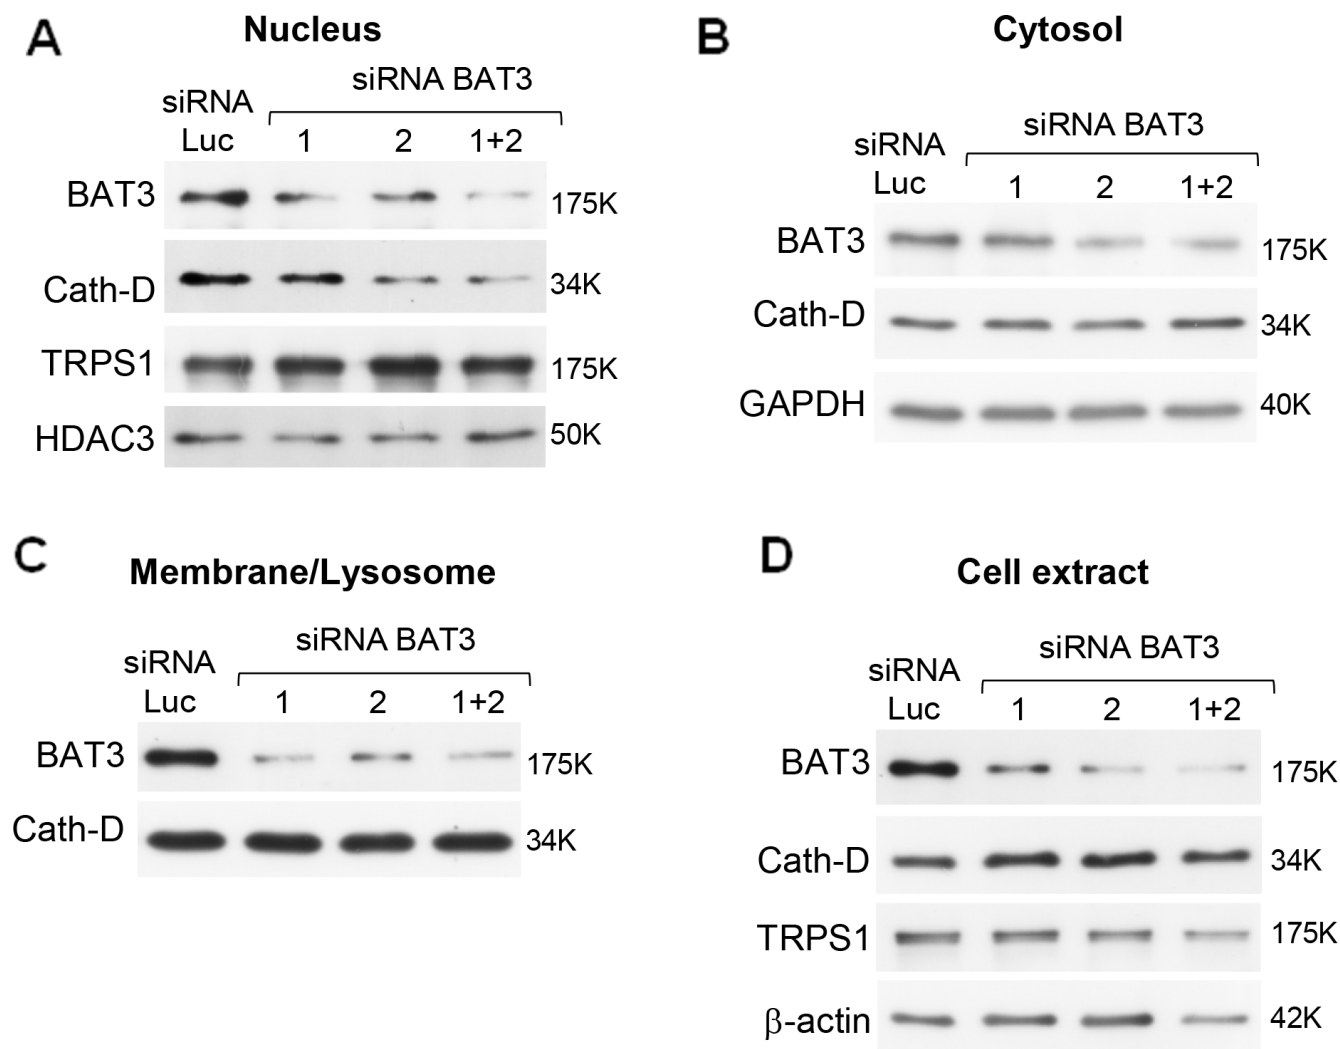 A
Nucleus
siRNA BAT3
siRNA
Luc 1 2 1+2
BAT3 175K
Cath-D 34K
TRPS1 175K
HDAC3 50K
B
Cytosol
siRNA BAT3
siRNA
Luc 1 2 1+2
BAT3 175K
Cath-D 34K
GAPDH 40K
C
Membrane/Lysosome
siRNA BAT3
siRNA
Luc 1 2 1+2
BAT3 175K
Cath-D 34K
D
Cell extract
siRNA BAT3
siRNA
Luc 1 2 1+2
BAT3 175K
Cath-D 34K
TRPS1 175K
β-actin 42K